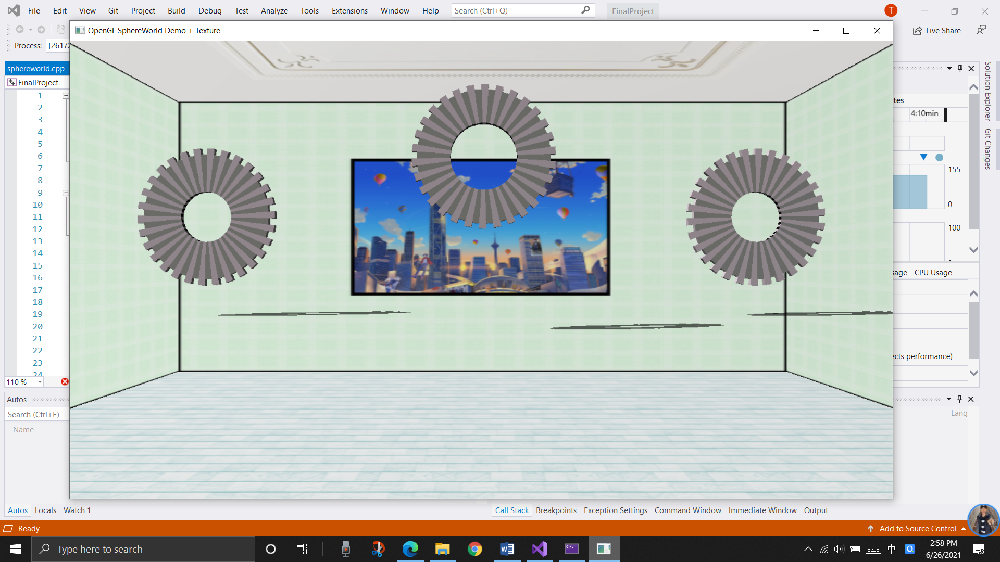 File Edit View Git Project Build Debug Test Analyze Tools Extensions Window Help Search (Ctrl+Q) FinalProject T
OpenGL SphereWorld Demo + Texture
Live Share
Process: [26172
sphereworld.cpp
FinalProject
Solution Explorer
Git Changes
1
2
3
4
5
6
7
8
9
10
11
12
13
14
15
16
17
18
19
20
21
22
23
24
tes
4:10min
155
0
100
sage CPU Usage
ects performance)
110 %
Autos
Search (Ctrl+E)
Name
Lang
Autos Locals Watch 1
Call Stack Breakpoints Exception Settings Command Window Immediate Window Output
Ready
Add to Source Control
Type here to search
中
2:58 PM
6/26/2021